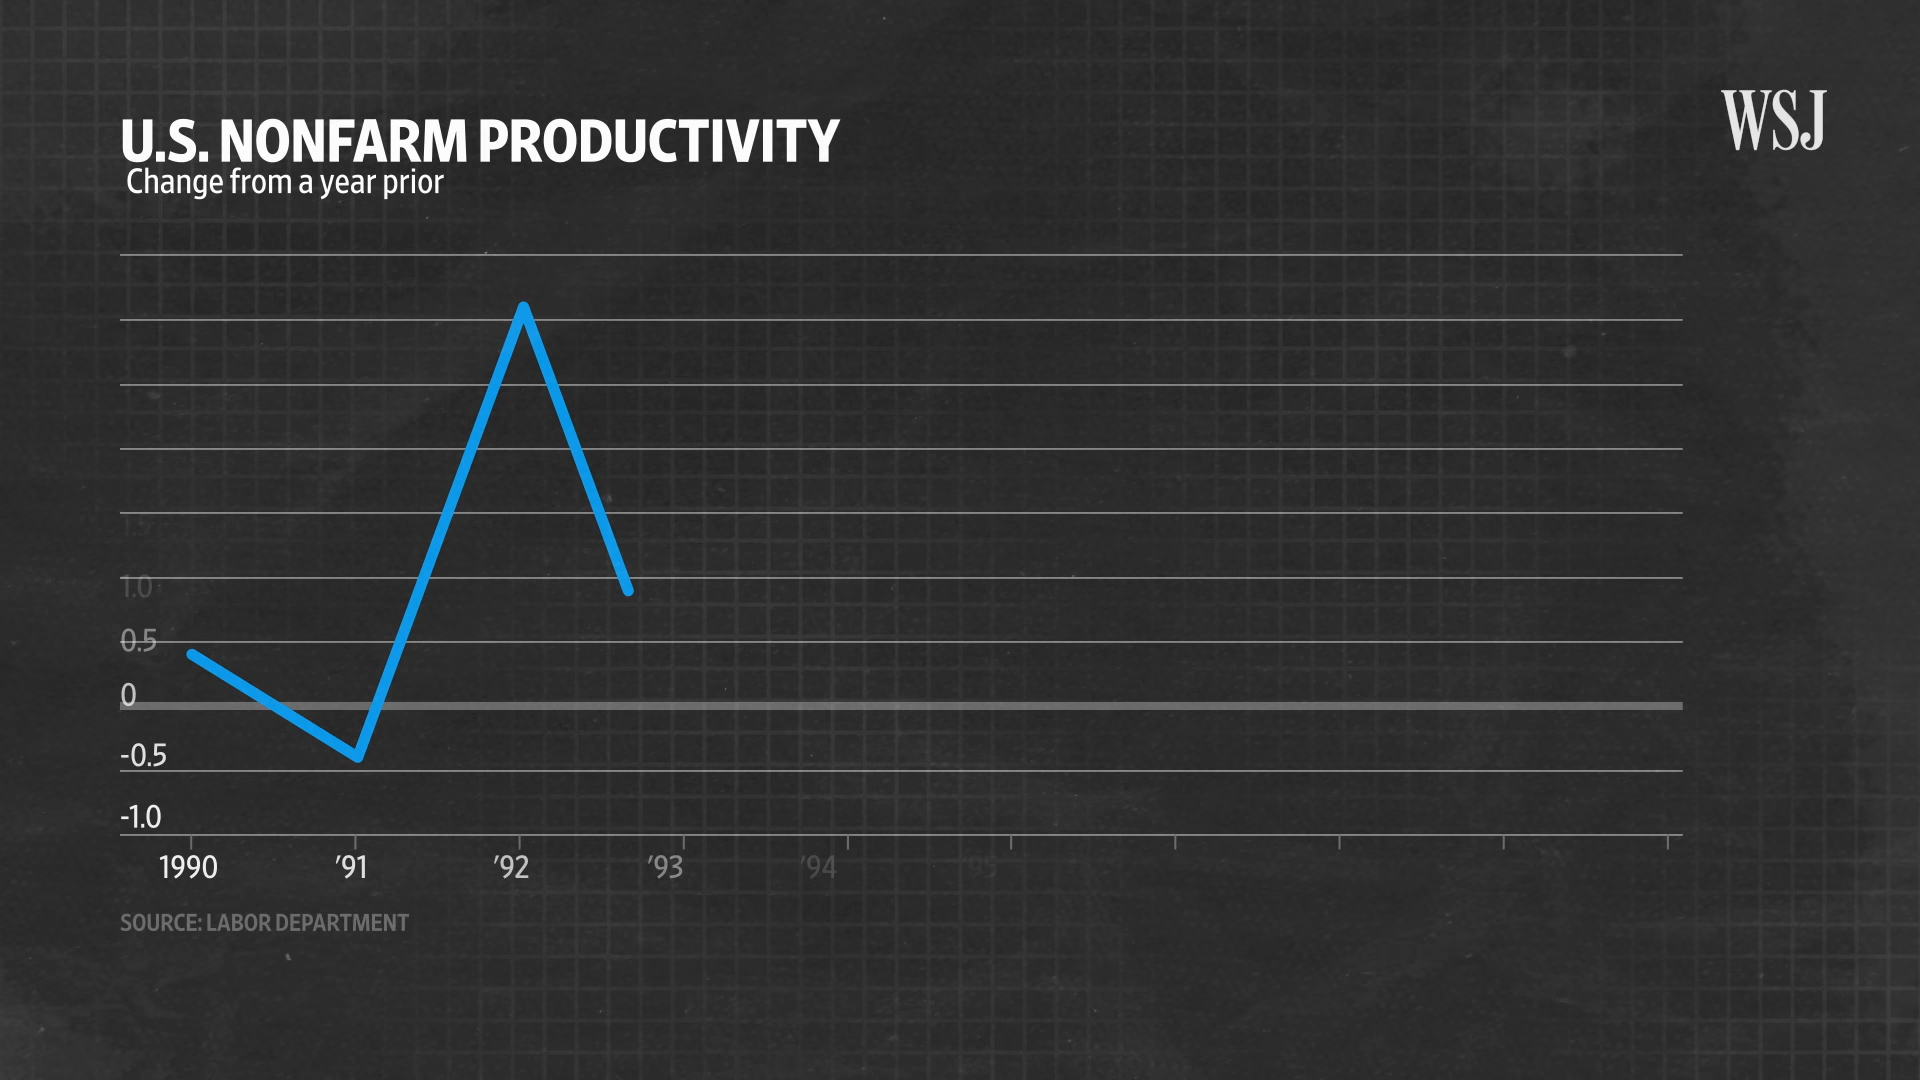 WSJ
U.S. NONFARM PRODUCTIVITY
Change from a year prior
1.0
0.5
0
-0.5
-1.0
1990 ’91 ’92 ’93 ’94 ’95
SOURCE: LABOR DEPARTMENT